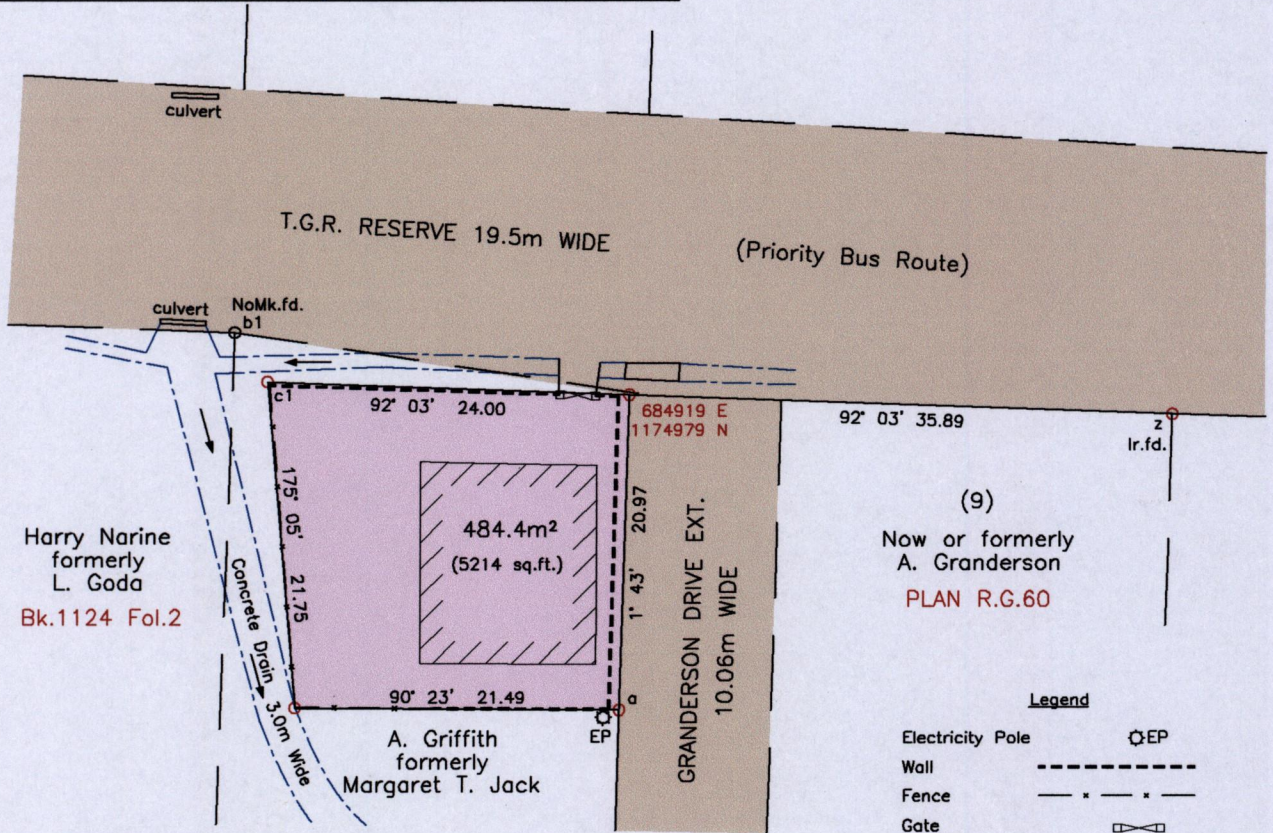 culvert
T.G.R. RESERVE 19.5m WIDE
(Priority Bus Route)
culvert
NoMk.fd.
b1
c1
92° 03' 24.00
684919 E
1174979 N
92° 03' 35.89
z
Ir.fd.
175° 05' 21.75
484.4m²
(5214 sq.ft.)
1° 43' 20.97
GRANDERSON DRIVE EXT.
10.06m WIDE
(9)
Now or formerly
A. Granderson
PLAN R.G.60
Harry Narine
formerly
L. Goda
Bk.1124 Fol.2
Concrete Drain 3.0m Wide
90° 23' 21.49
a
EP
A. Griffith
formerly
Margaret T. Jack
Legend
Electricity Pole EP
Wall
Fence
Gate